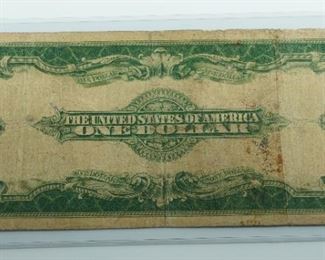 THE UNITED STATES OF AMERICA
ONE DOLLAR